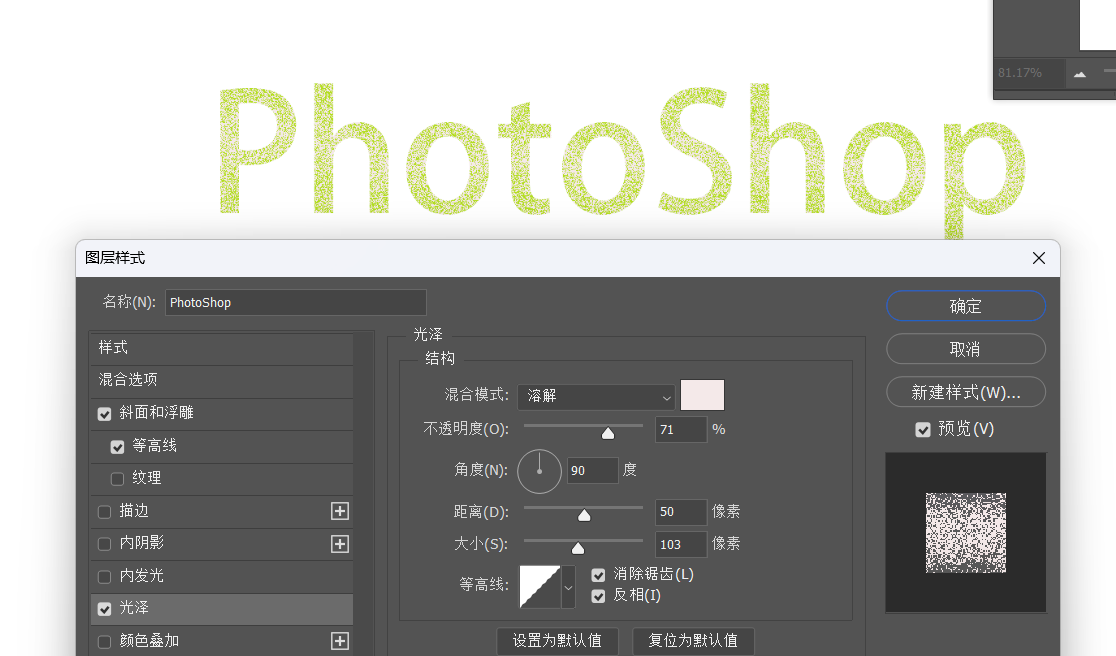 81.17%
PhotoShop
图层样式
名称(N): PhotoShop
确定
取消
新建样式(W)...
预览(V)
样式
混合选项
斜面和浮雕
等高线
纹理
描边
内阴影
内发光
光泽
颜色叠加
光泽
结构
混合模式: 溶解
不透明度(O): 71 %
角度(N): 90 度
距离(D): 50 像素
大小(S): 103 像素
等高线:
消除锯齿(L)
反相(I)
设置为默认值
复位为默认值